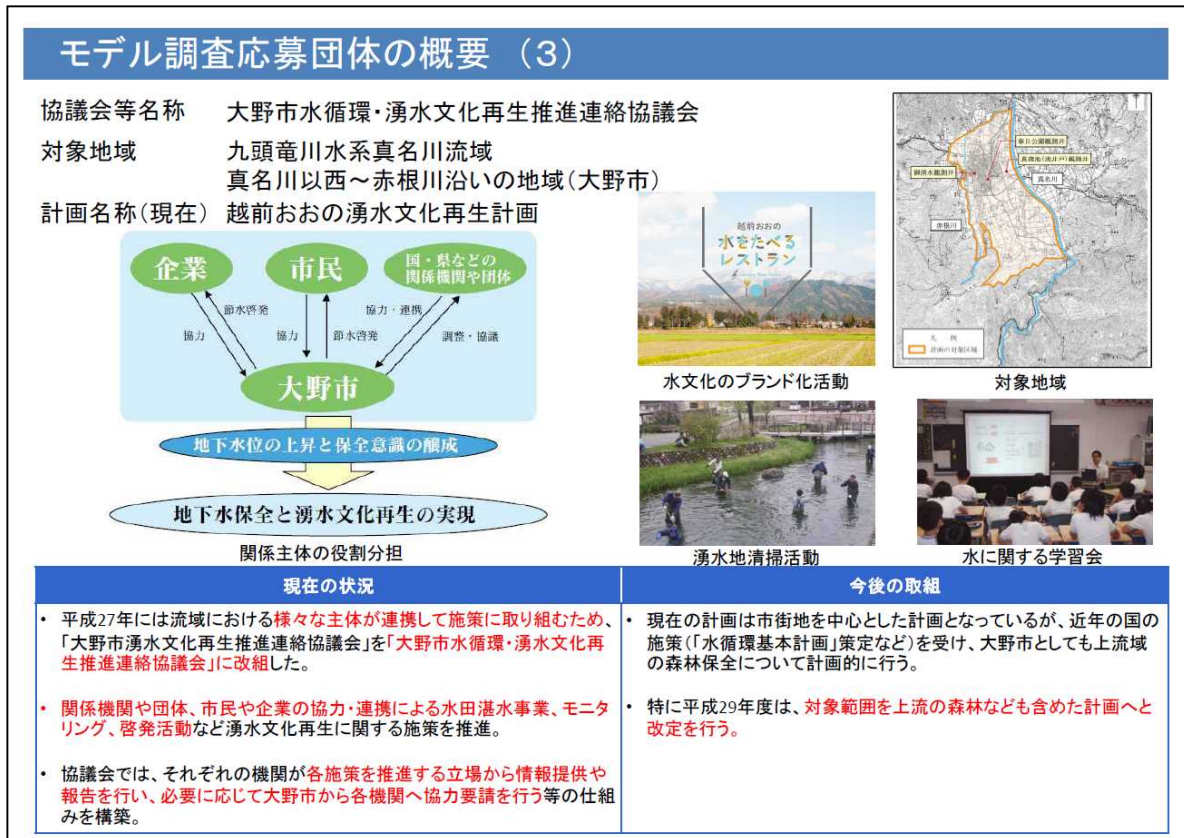 モデル調査応募団体の概要 (3)
協議会等名称 大野市水循環・湧水文化再生推進連絡協議会
対象地域 九頭竜川水系真名川流域
真名川以西～赤根川沿いの地域(大野市)
計画名称(現在) 越前おおの湧水文化再生計画
企業
市民
国・県などの
関係機関や団体
節水啓発
協力
協力
節水啓発
協力・連携
調整・協議
大野市
地下水位の上昇と保全意識の醸成
地下水保全と湧水文化再生の実現
関係主体の役割分担
越前おおの
水をたべる
レストラン
水文化のブランド化活動
春日公園観測井
御清水観測井
真名川
赤根川
凡 例
計画の対象区域
対象地域
湧水地清掃活動
水に関する学習会
現在の状況
• 平成27年には流域における様々な主体が連携して施策に取り組むため、
「大野市湧水文化再生推進連絡協議会」を「大野市水循環・湧水文化再
生推進連絡協議会」に改組した。
• 関係機関や団体、市民や企業の協力・連携による水田湛水事業、モニタ
リング、啓発活動など湧水文化再生に関する施策を推進。
• 協議会では、それぞれの機関が各施策を推進する立場から情報提供や
報告を行い、必要に応じて大野市から各機関へ協力要請を行う等の仕組
みを構築。
今後の取組
• 現在の計画は市街地を中心とした計画となっているが、近年の国の
施策(「水循環基本計画」策定など)を受け、大野市としても上流域
の森林保全について計画的に行う。
• 特に平成29年度は、対象範囲を上流の森林なども含めた計画へと
改定を行う。